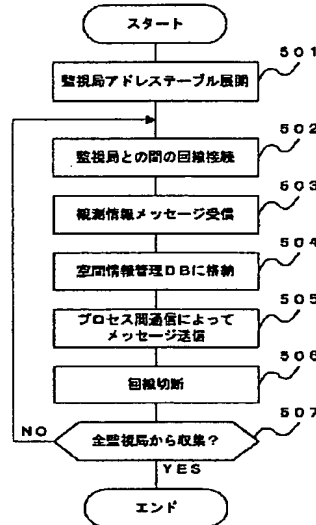 スタート
501
監視局アドレステーブル展開
502
監視局との間の回線接続
503
観測情報メッセージ受信
504
空間情報管理DBに格納
505
プロセス間通信によって
メッセージ送信
506
回線切断
507
全監視局から収集?
NO
YES
エンド